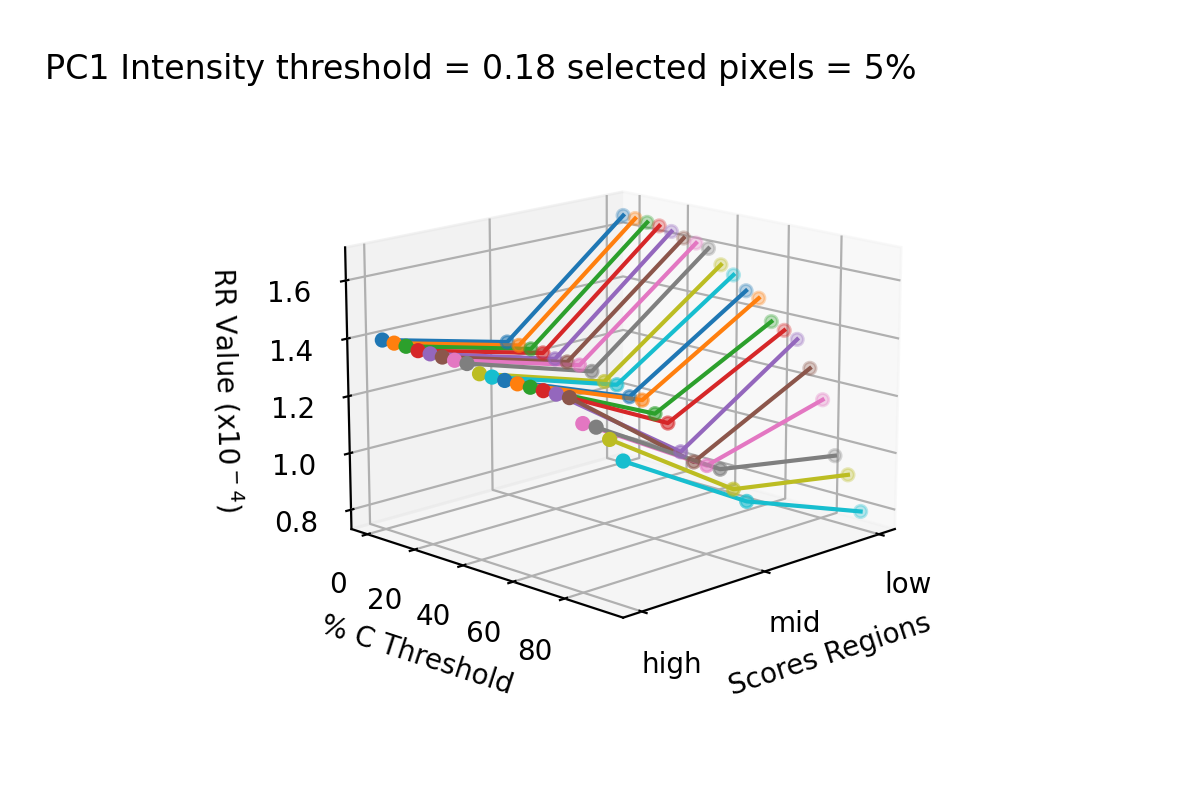 PC1 Intensity threshold = 0.18 selected pixels = 5%
RR Value (x10⁻⁴)
1.6
1.4
1.2
1.0
0.8
0
20
40
60
80
% C Threshold
high
mid
low
Scores Regions